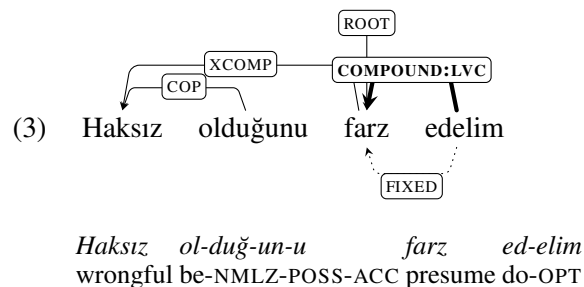 ROOT
XCOMP COMPOUND:LVC
COP
(3) Haksız olduğunu farz edelim
FIXED
Haksız ol-duğ-un-u farz ed-elim
wrongful be-NMLZ-POSS-ACC presume do-OPT